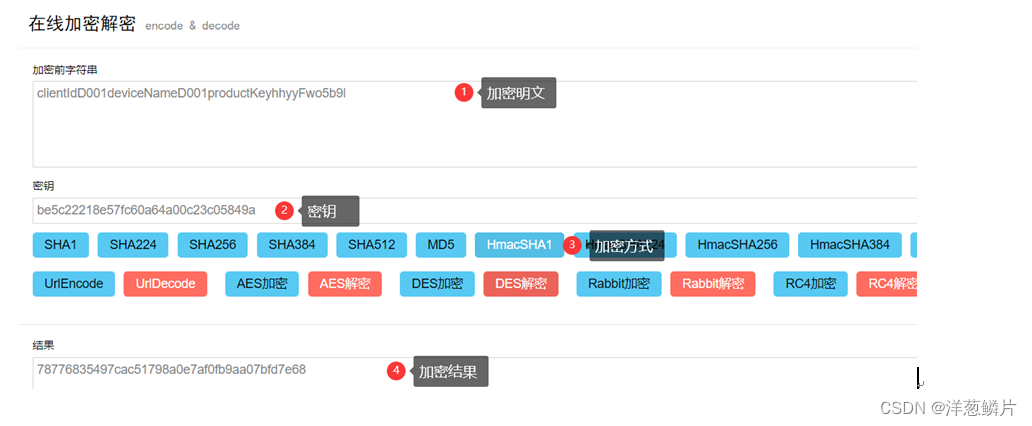 在线加密解密 encode & decode
加密前字符串
clientIdD001deviceNameD001productKeyhhyyFwo5b9l
1 加密明文
密钥
be5c22218e57fc60a64a00c23c05849a
2 密钥
SHA1 SHA224 SHA256 SHA384 SHA512 MD5 HmacSHA1 3 加密方式 HmacSHA256 HmacSHA384
UrlEncode UrlDecode AES加密 AES解密 DES加密 DES解密 Rabbit加密 Rabbit解密 RC4加密 RC4解密
结果
78776835497cac51798a0e7af0fb9aa07bfd7e68
4 加密结果
CSDN @洋葱鳞片